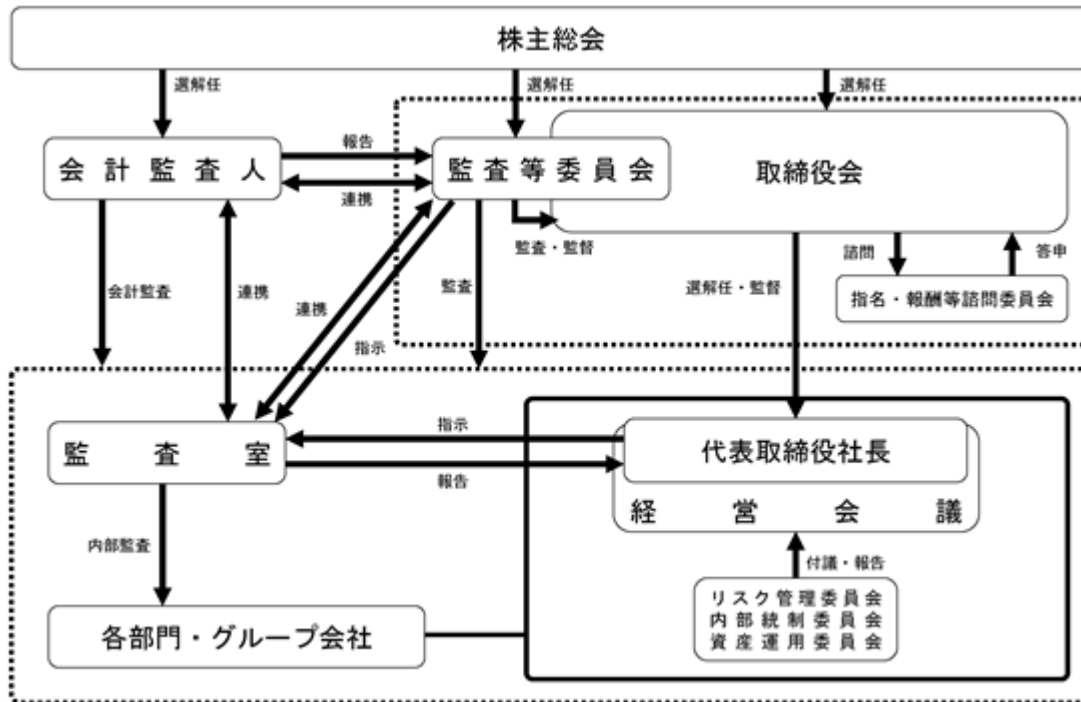 株主総会
選解任
選解任
選解任
会計監査人
報告
連携
監査等委員会
取締役会
監査・監督
諮問
答申
会計監査
連携
連携
指示
監査
選解任・監督
指名・報酬等諮問委員会
監査室
指示
報告
代表取締役社長
経営会議
内部監査
付議・報告
リスク管理委員会
内部統制委員会
資産運用委員会
各部門・グループ会社